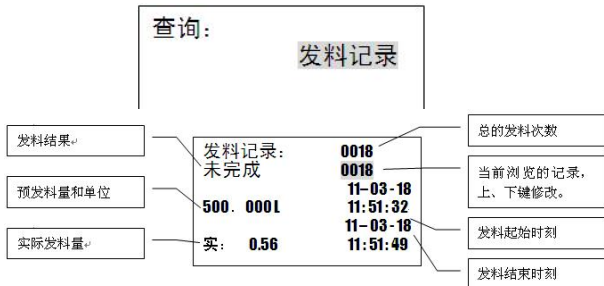 查询：
发料记录
发料结果
预发料量和单位
实际发料量
发料记录： 0018
未完成 0018
11-03-18
500. 000L 11:51:32
11-03-18
实： 0.56 11:51:49
总的发料次数
当前浏览的记录，
上、下键修改。
发料起始时刻
发料结束时刻